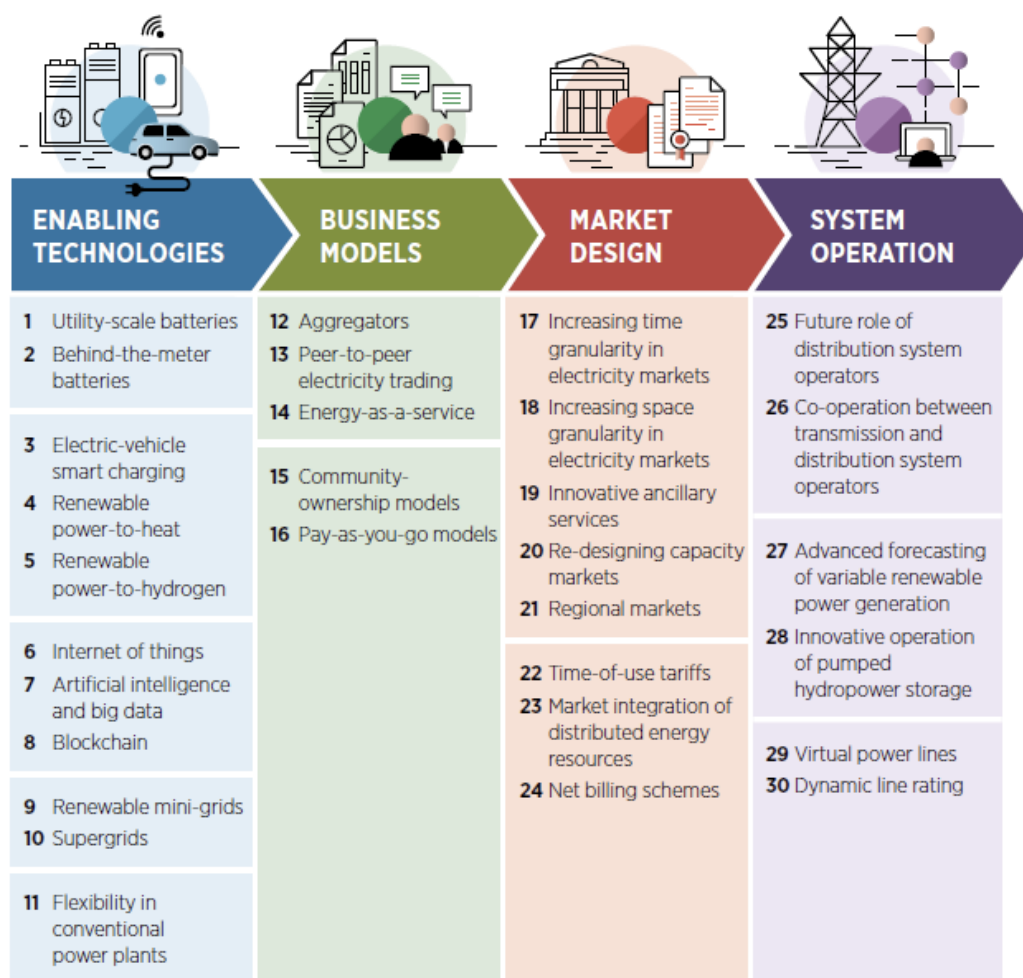 ENABLING
TECHNOLOGIES
1 Utility-scale batteries
2 Behind-the-meter
batteries
3 Electric-vehicle
smart charging
4 Renewable
power-to-heat
5 Renewable
power-to-hydrogen
6 Internet of things
7 Artificial intelligence
and big data
8 Blockchain
9 Renewable mini-grids
10 Supergrids
11 Flexibility in
conventional
power plants
BUSINESS
MODELS
12 Aggregators
13 Peer-to-peer
electricity trading
14 Energy-as-a-service
15 Community-
ownership models
16 Pay-as-you-go models
MARKET
DESIGN
17 Increasing time
granularity in
electricity markets
18 Increasing space
granularity in
electricity markets
19 Innovative ancillary
services
20 Re-designing capacity
markets
21 Regional markets
22 Time-of-use tariffs
23 Market integration of
distributed energy
resources
24 Net billing schemes
SYSTEM
OPERATION
25 Future role of
distribution system
operators
26 Co-operation between
transmission and
distribution system
operators
27 Advanced forecasting
of variable renewable
power generation
28 Innovative operation
of pumped
hydropower storage
29 Virtual power lines
30 Dynamic line rating